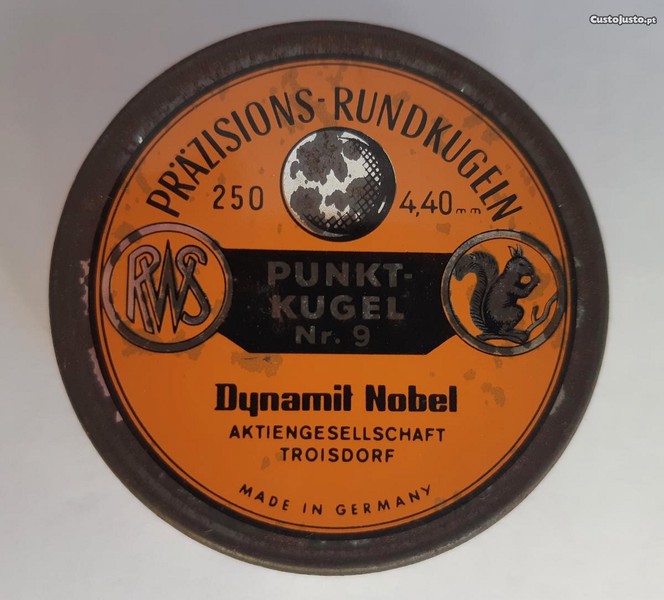 CustoJusto.pt
PRÄZISIONS-RUNDKUGELN
250 4,40 mm
RWS
PUNKT-
KUGEL
Nr. 9
Dynamit Nobel
AKTIENGESELLSCHAFT
TROISDORF
MADE IN GERMANY